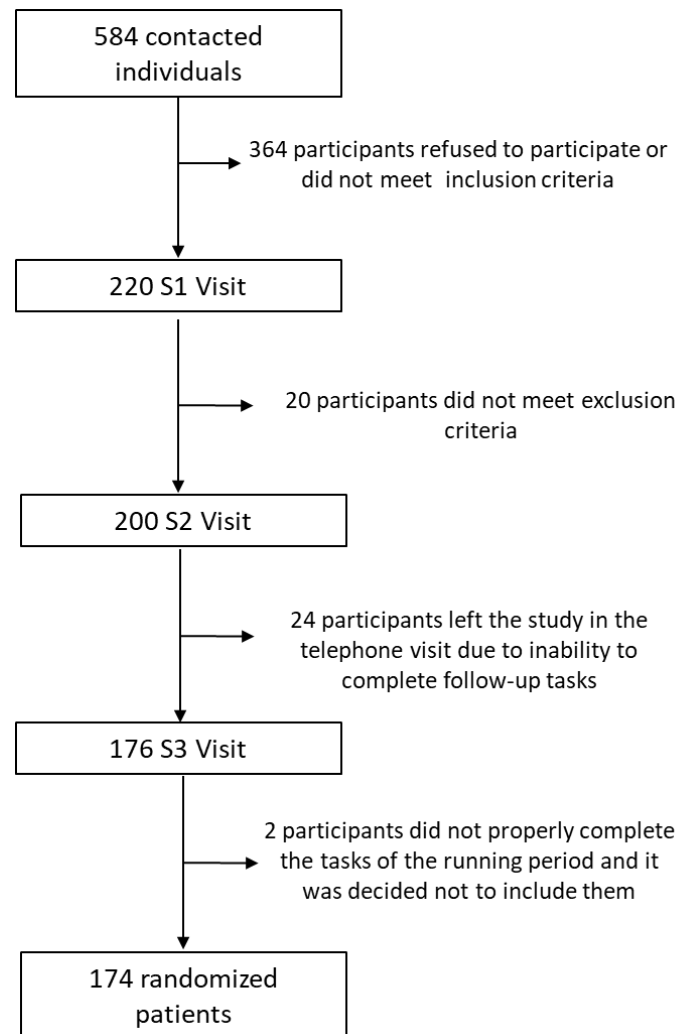 584 contacted
individuals
364 participants refused to participate or
did not meet inclusion criteria
220 S1 Visit
20 participants did not meet exclusion
criteria
200 S2 Visit
24 participants left the study in the
telephone visit due to inability to
complete follow-up tasks
176 S3 Visit
2 participants did not properly complete
the tasks of the running period and it
was decided not to include them
174 randomized
patients